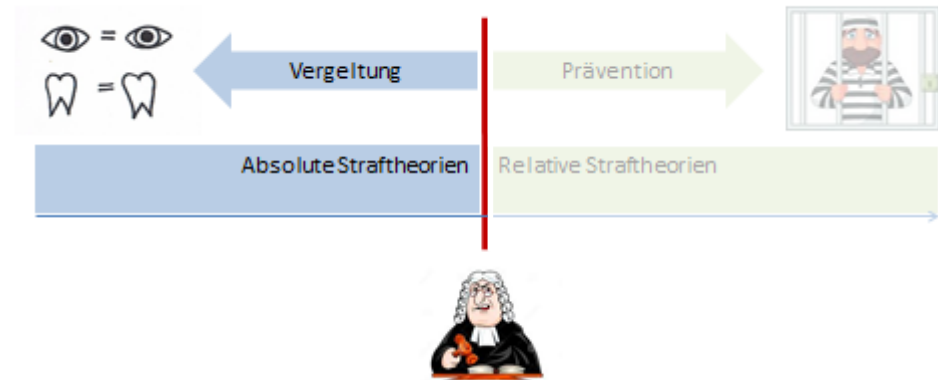 =
=
Vergeltung
Prävention
Absolute Straftheorien
Relative Straftheorien